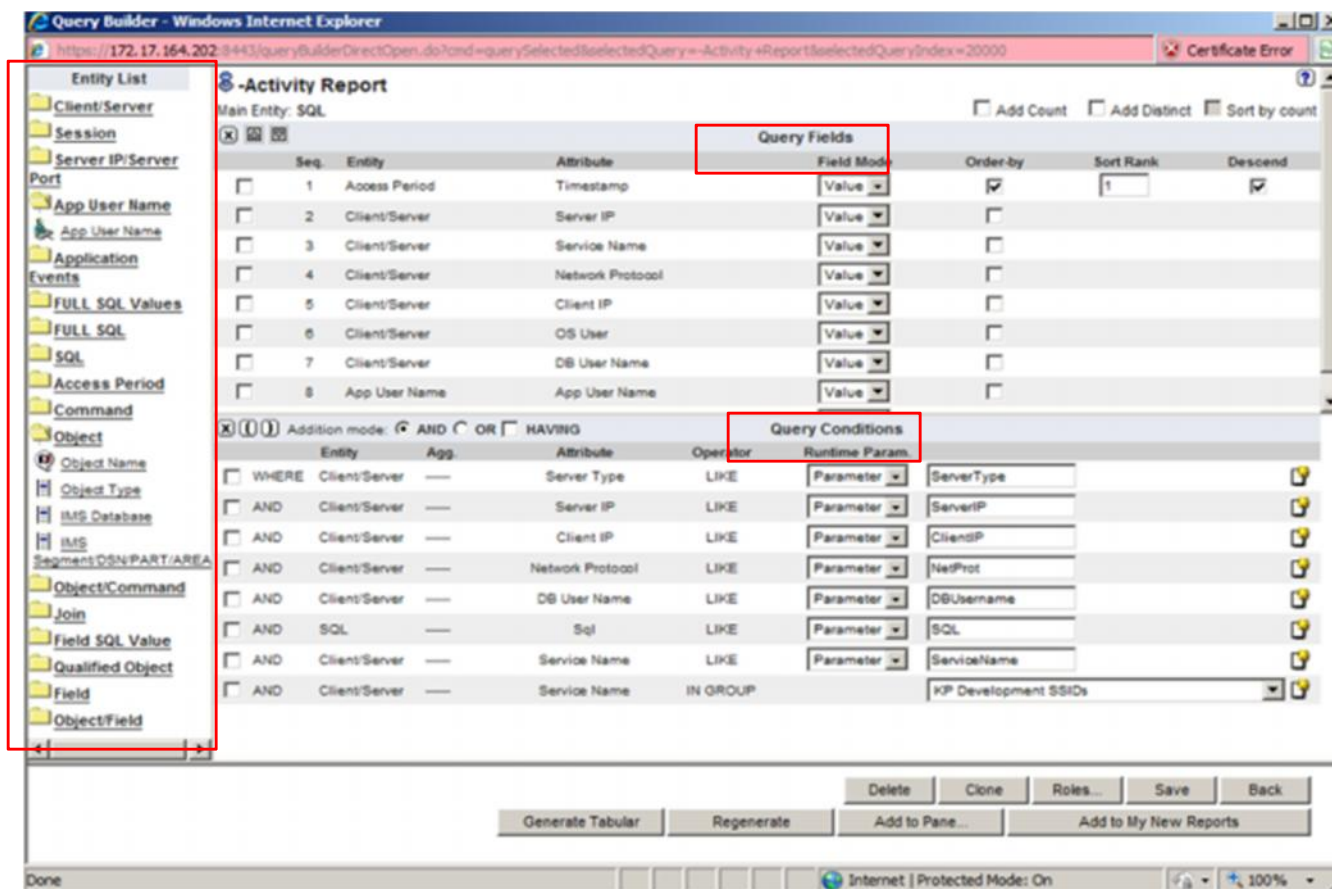 Query Builder - Windows Internet Explorer
https://172.17.164.202:8443/queryBuilderDirectOpen.do?cmd=querySelected&selectedQuery=-Activity+Report&selectedQueryIndex=20000 Certificate Error
Entity List
Client/Server
Session
Server IP/Server
Port
App User Name
App User Name
Application
Events
FULL SQL Values
FULL SQL
SQL
Access Period
Command
Object
Object Name
Object Type
IMS Database
IMS
Segment/DSN/PART/AREA
Object/Command
Join
Field SQL Value
Qualified Object
Field
Object/Field
-Activity Report
Main Entity: SQL Add Count Add Distinct Sort by count
Query Fields
Seq. Entity Attribute Field Mode Order-by Sort Rank Descend
1 Access Period Timestamp Value 1
2 Client/Server Server IP Value
3 Client/Server Service Name Value
4 Client/Server Network Protocol Value
5 Client/Server Client IP Value
6 Client/Server OS User Value
7 Client/Server DB User Name Value
8 App User Name App User Name Value
Addition mode: AND OR HAVING Query Conditions
Entity Agg. Attribute Operator Runtime Param.
WHERE Client/Server ----- Server Type LIKE Parameter ServerType
AND Client/Server ----- Server IP LIKE Parameter ServerIP
AND Client/Server ----- Client IP LIKE Parameter ClientIP
AND Client/Server ----- Network Protocol LIKE Parameter NetProt
AND Client/Server ----- DB User Name LIKE Parameter DBUsername
AND SQL ----- Sql LIKE Parameter SQL
AND Client/Server ----- Service Name LIKE Parameter ServiceName
AND Client/Server ----- Service Name IN GROUP KP Development SSIDs
Delete Clone Roles... Save Back
Generate Tabular Regenerate Add to Pane... Add to My New Reports
Done Internet | Protected Mode: On 100%